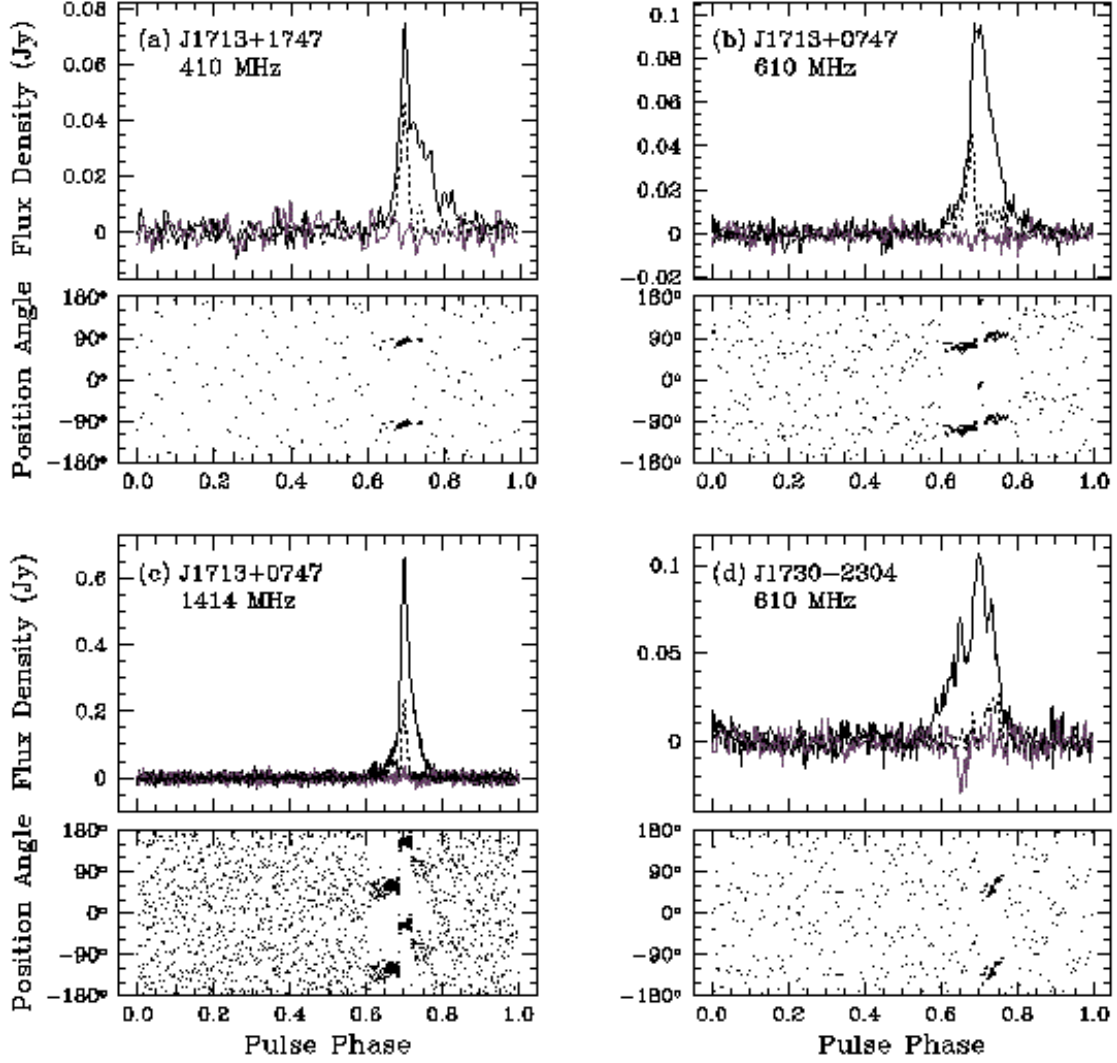 (a) J1713+1747
410 MHz
Flux Density (Jy)
0.08
0.06
0.04
0.02
0
Position Angle
180°
90°
0°
-90°
-180°
0.0 0.2 0.4 0.6 0.8 1.0
(b) J1713+0747
610 MHz
0.1
0.08
0.06
0.04
0.02
0
-0.02
180°
90°
0°
-90°
-180°
0.0 0.2 0.4 0.6 0.8 1.0
(c) J1713+0747
1414 MHz
Flux Density (Jy)
0.6
0.4
0.2
0
Position Angle
180°
90°
0°
-90°
-180°
0.0 0.2 0.4 0.6 0.8 1.0
Pulse Phase
(d) J1730-2304
610 MHz
0.1
0.05
0
180°
90°
0°
-90°
-180°
0.0 0.2 0.4 0.6 0.8 1.0
Pulse Phase